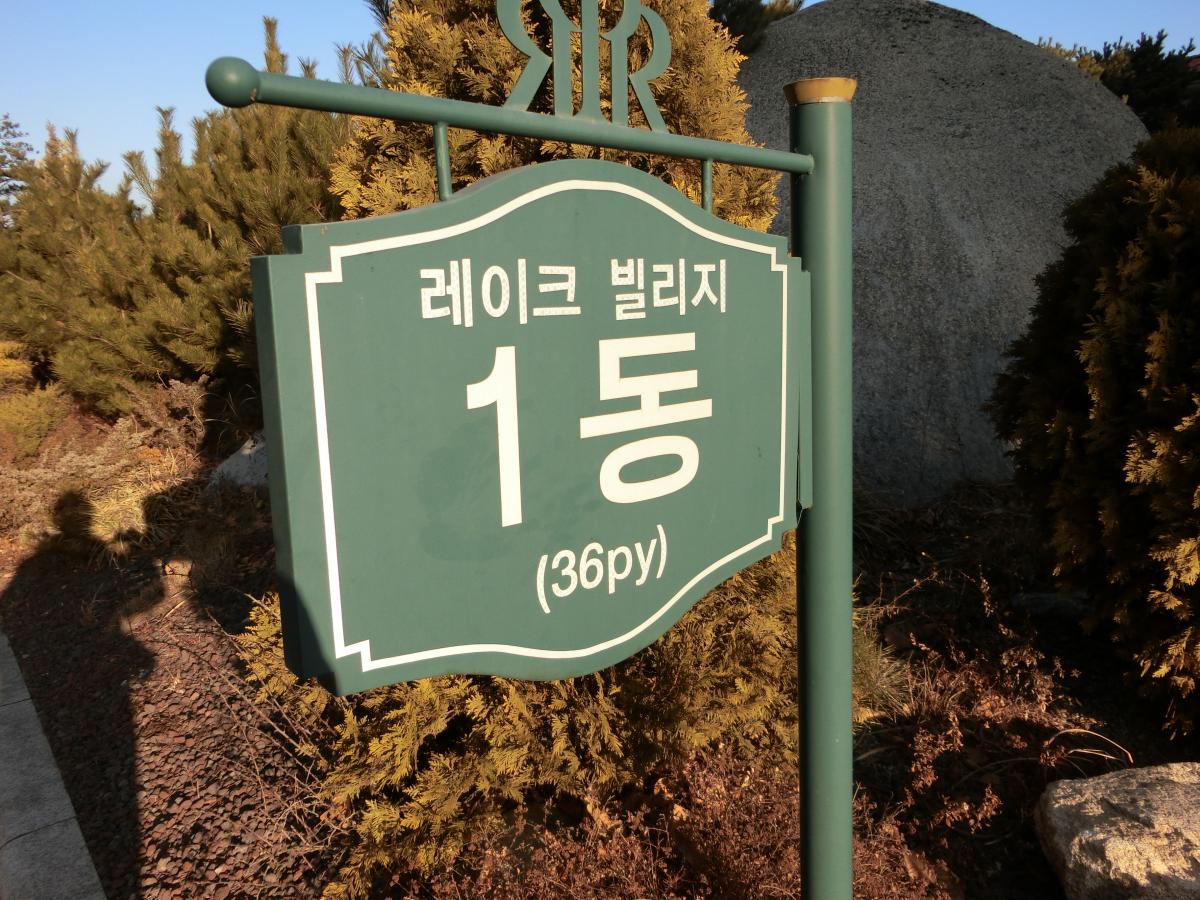 레이크 빌리지
1동
(36py)